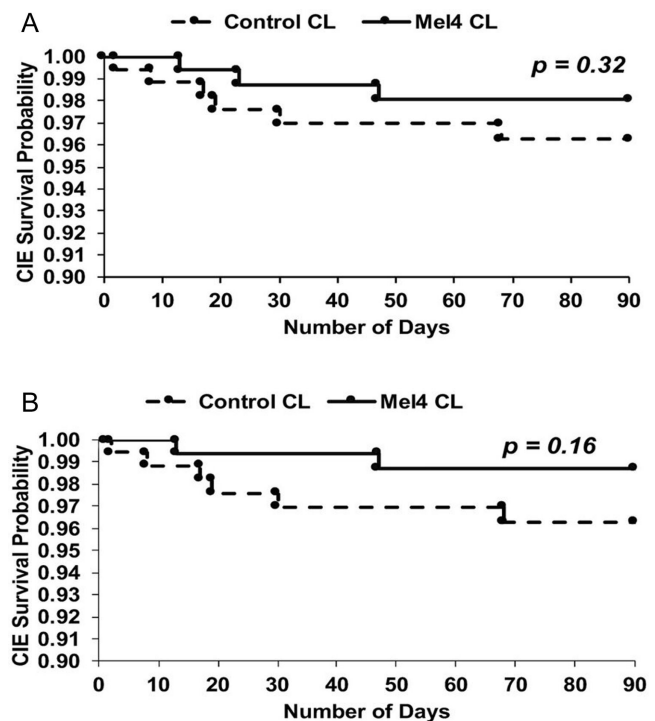 A
Control CL Mel4 CL
p = 0.32
CIE Survival Probability
1.00
0.99
0.98
0.97
0.96
0.95
0.94
0.93
0.92
0.91
0.90
0 10 20 30 40 50 60 70 80 90
Number of Days
B
Control CL Mel4 CL
p = 0.16
CIE Survival Probability
1.00
0.99
0.98
0.97
0.96
0.95
0.94
0.93
0.92
0.91
0.90
0 10 20 30 40 50 60 70 80 90
Number of Days